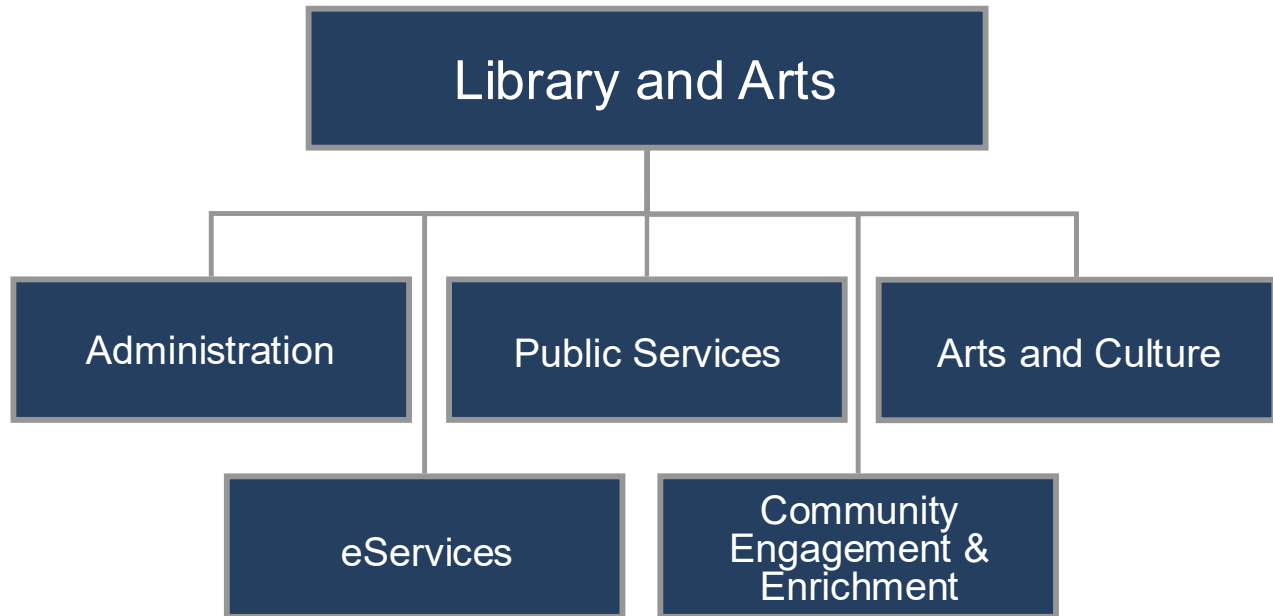 Library and Arts
Administration
Public Services
Arts and Culture
eServices
Community
Engagement &
Enrichment